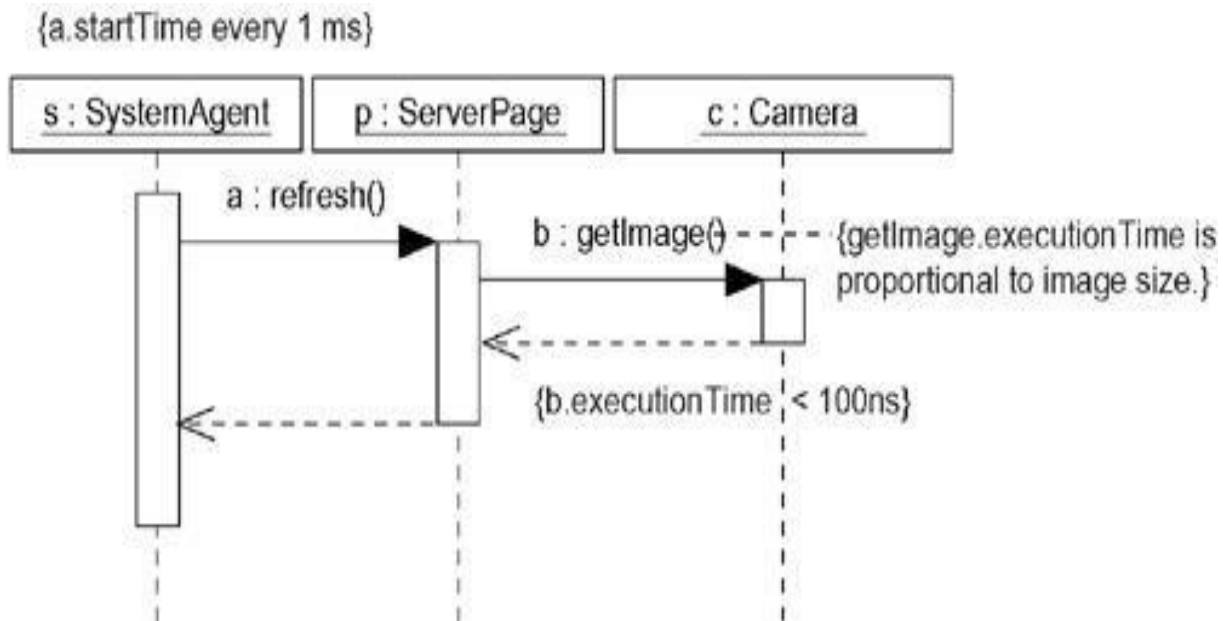 {a.startTime every 1 ms}
s : SystemAgent
p : ServerPage
c : Camera
a : refresh()
b : getImage()
{getImage.executionTime is
proportional to image size.}
{b.executionTime < 100ns}